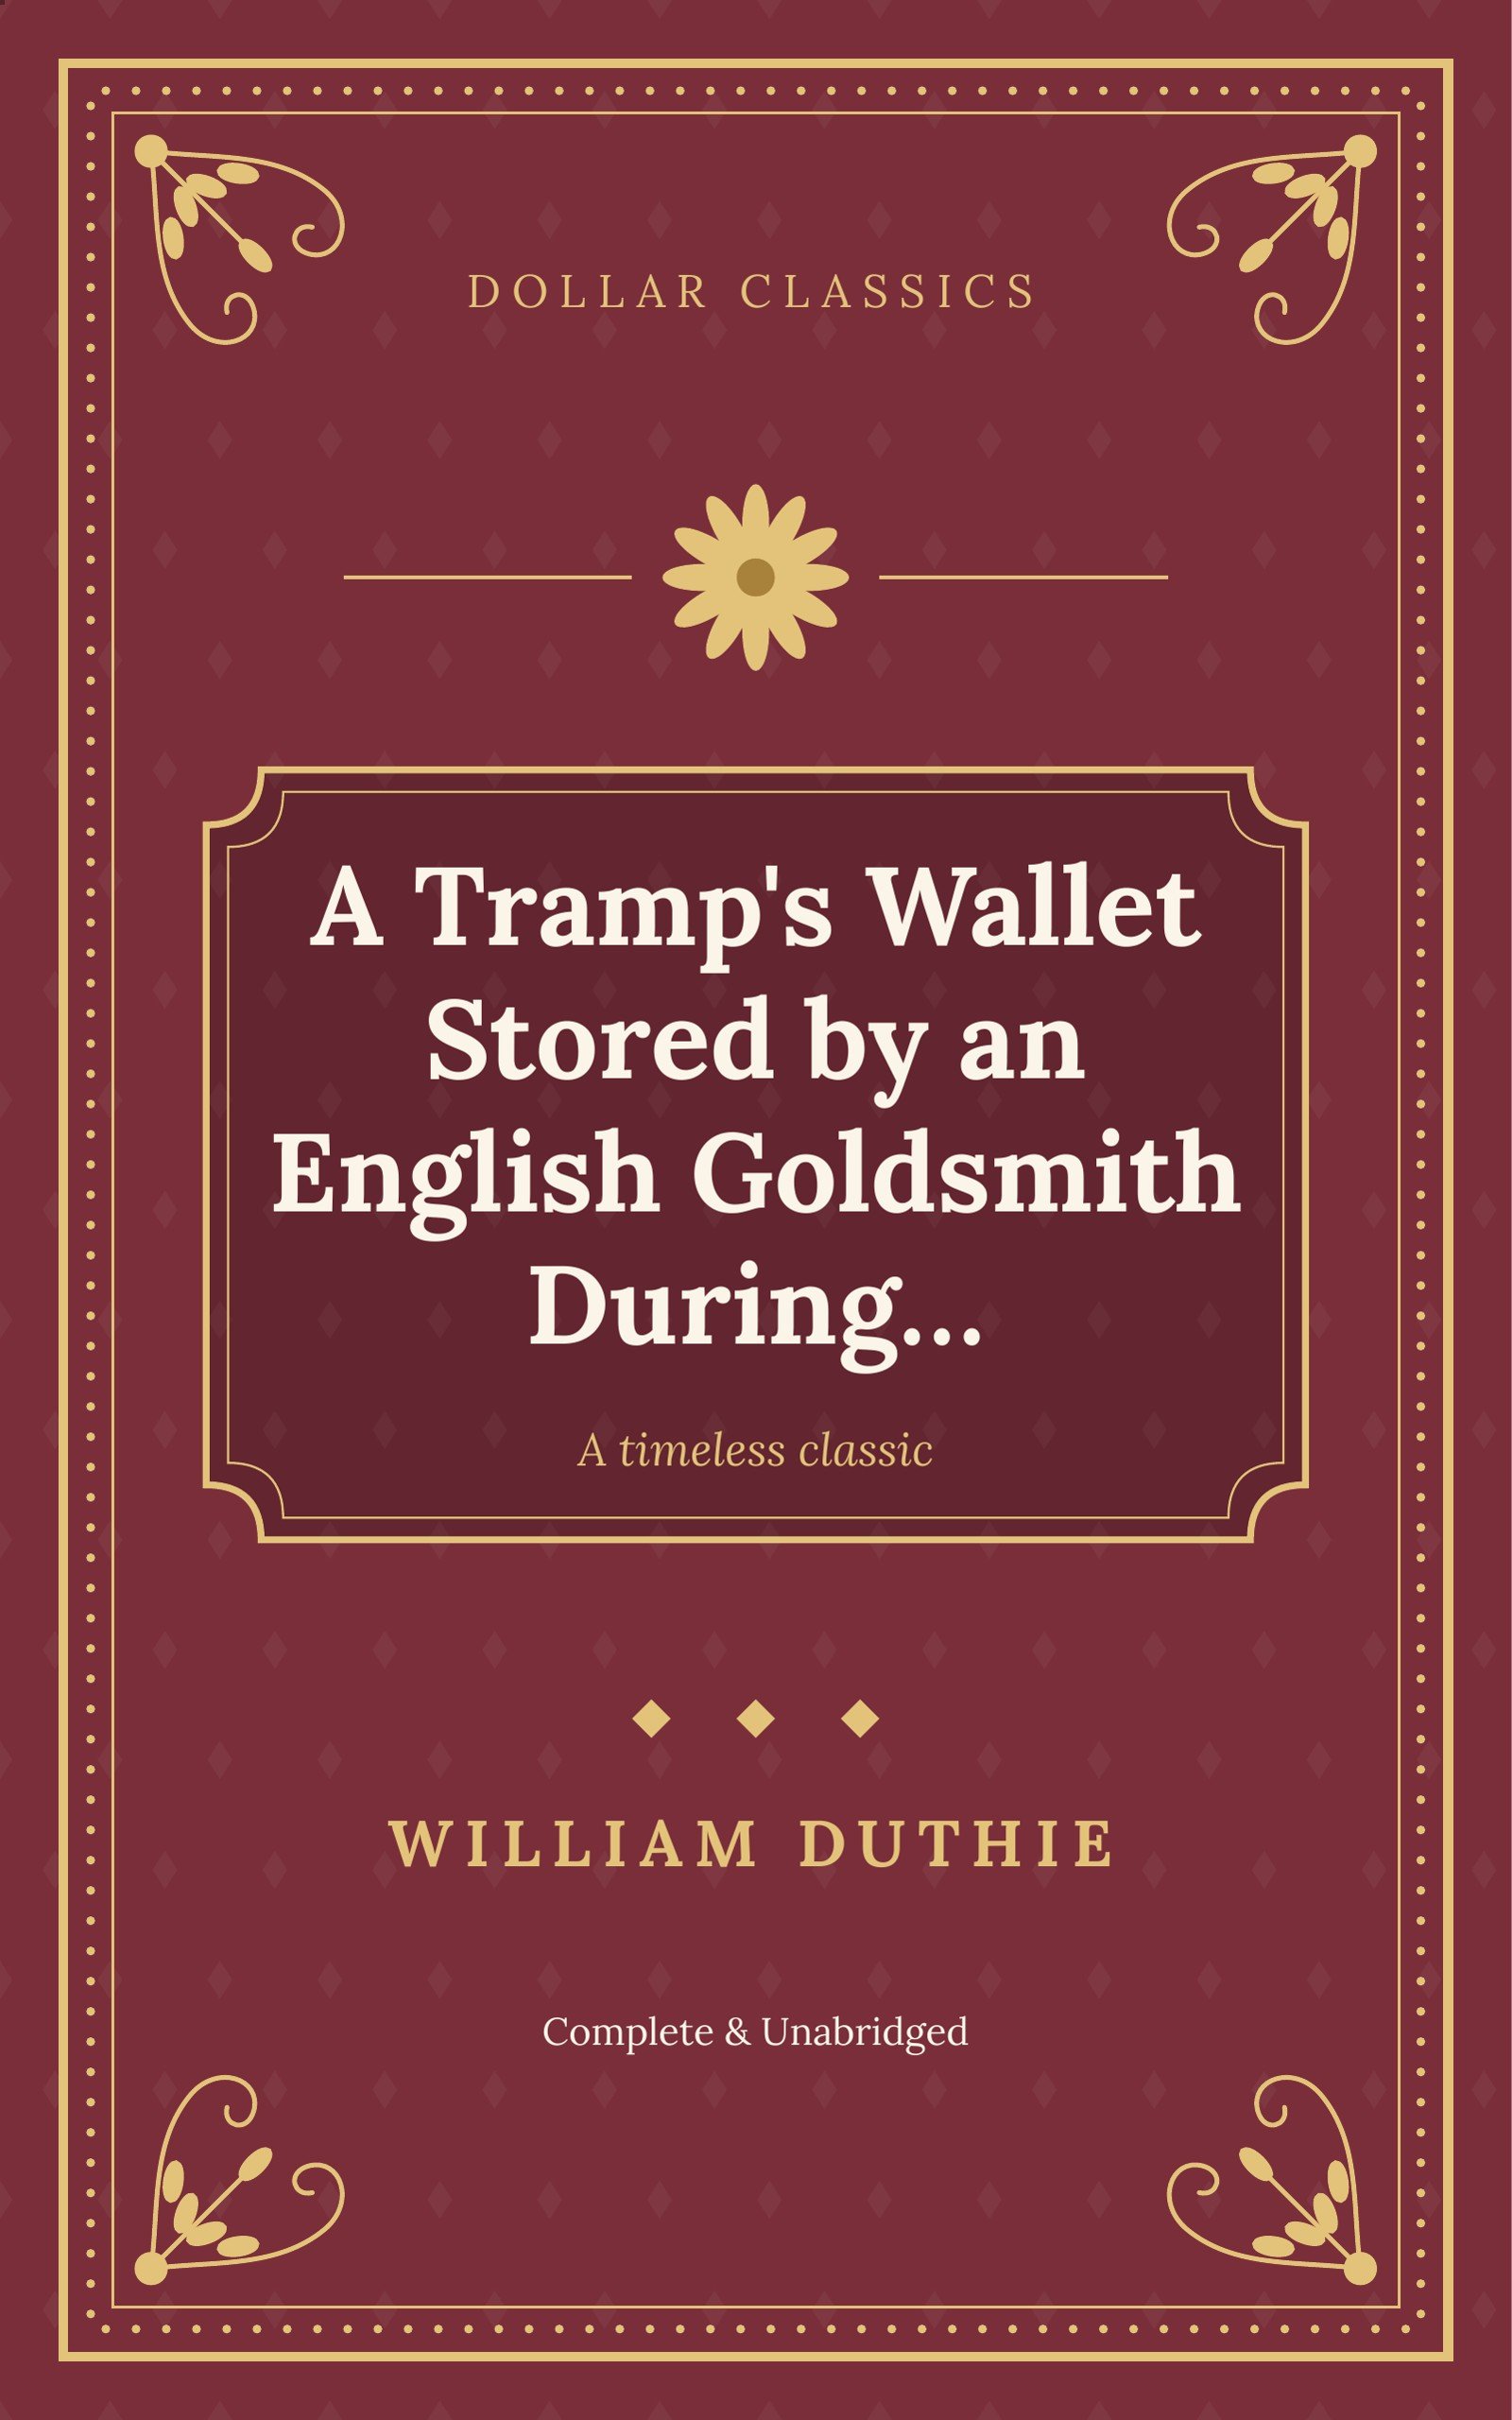 DOLLAR CLASSICS
A Tramp's Wallet
Stored by an
English Goldsmith
During...
A timeless classic
WILLIAM DUTHIE
Complete & Unabridged